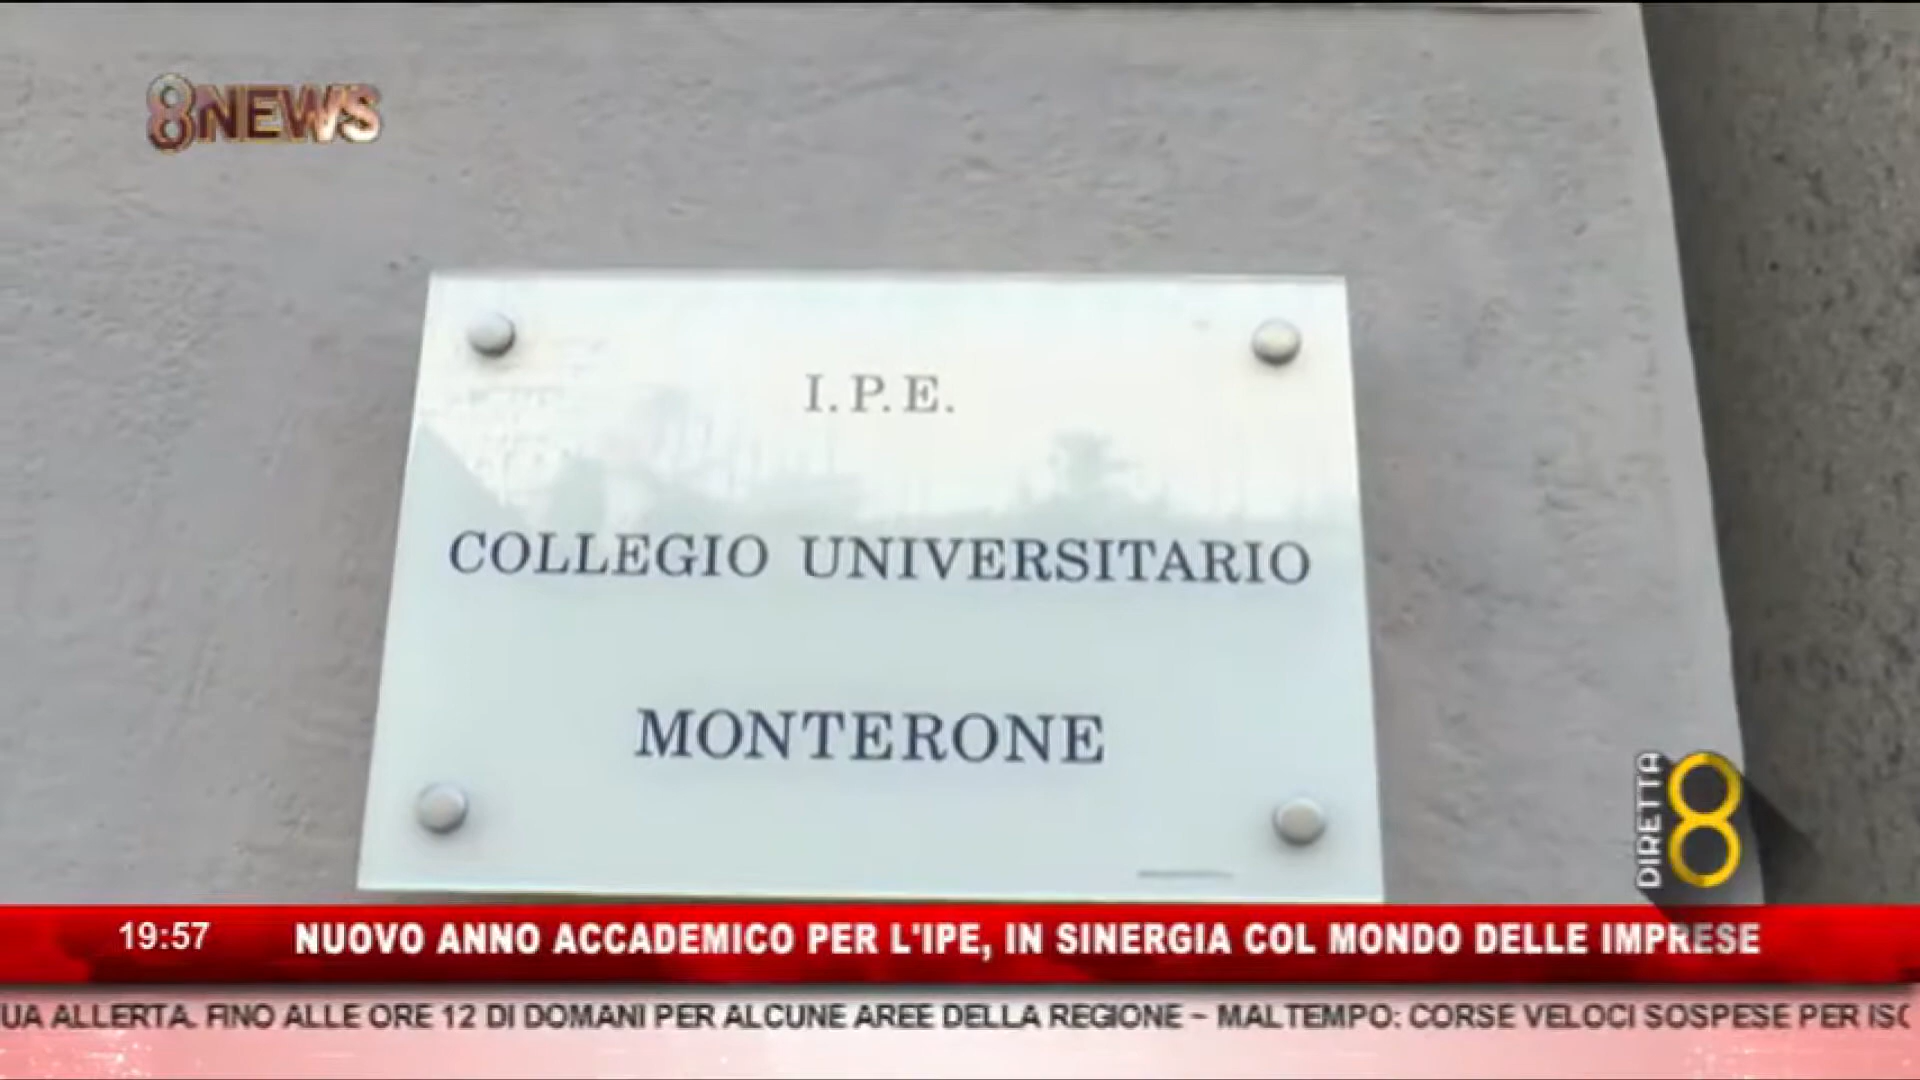 8NEWS
I.P.E.
COLLEGIO UNIVERSITARIO
MONTERONE
DIRETTA 8
19:57 NUOVO ANNO ACCADEMICO PER L'IPE, IN SINERGIA COL MONDO DELLE IMPRESE
ALLERTA. FINO ALLE ORE 12 DI DOMANI PER ALCUNE AREE DELLA REGIONE - MALTEMPO: CORSE VELOCI SOSPESE PER